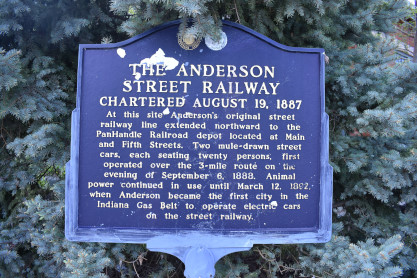 THE ANDERSON
STREET RAILWAY
CHARTERED AUGUST 19, 1887
At this site Anderson's original street
railway line extended northward to the
PanHandle Railroad depot located at Main
and Fifth Streets. Two mule-drawn street
cars, each seating twenty persons, first
operated over the 3-mile route on the
evening of September 6, 1888. Animal
power continued in use until March 12, 1892,
when Anderson became the first city in the
Indiana Gas Belt to operate electric cars
on the street railway.